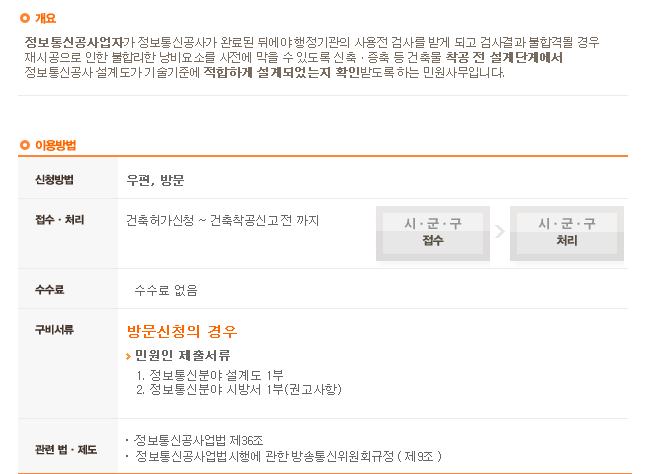 개요
정보통신공사업자가 정보통신공사가 완료된 뒤에야 행정기관의 사용전 검사를 받게 되고 검사결과 불합격될 경우
재시공으로 인한 불합리한 낭비요소를 사전에 막을 수 있도록 신축 · 증축 등 건축물 착공 전 설계단계에서
정보통신공사 설계도가 기술기준에 적합하게 설계되었는지 확인받도록 하는 민원사무입니다.
이용방법
신청방법
우편, 방문
접수 · 처리
건축허가신청 ~ 건축착공신고 전 까지
시 · 군 · 구
접수
시 · 군 · 구
처리
수수료
수수료 없음
구비서류
방문신청의 경우
민원인 제출서류
1. 정보통신분야 설계도 1부
2. 정보통신분야 시방서 1부(권고사항)
관련 법 · 제도
· 정보통신공사업법 제36조
· 정보통신공사업법시행에 관한 방송통신위원회규정 ( 제9조 )